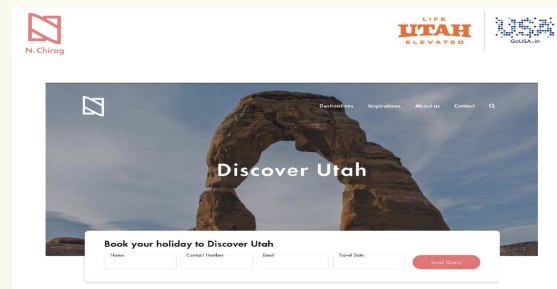 N.Chirag
LIFE
UTAH
ELEVATED
USA
GoUSA.in
Destinations Inspirations About us Contact
Discover Utah
Book your holiday to Discover Utah
Name Contact Number Email Travel Date
Send Query